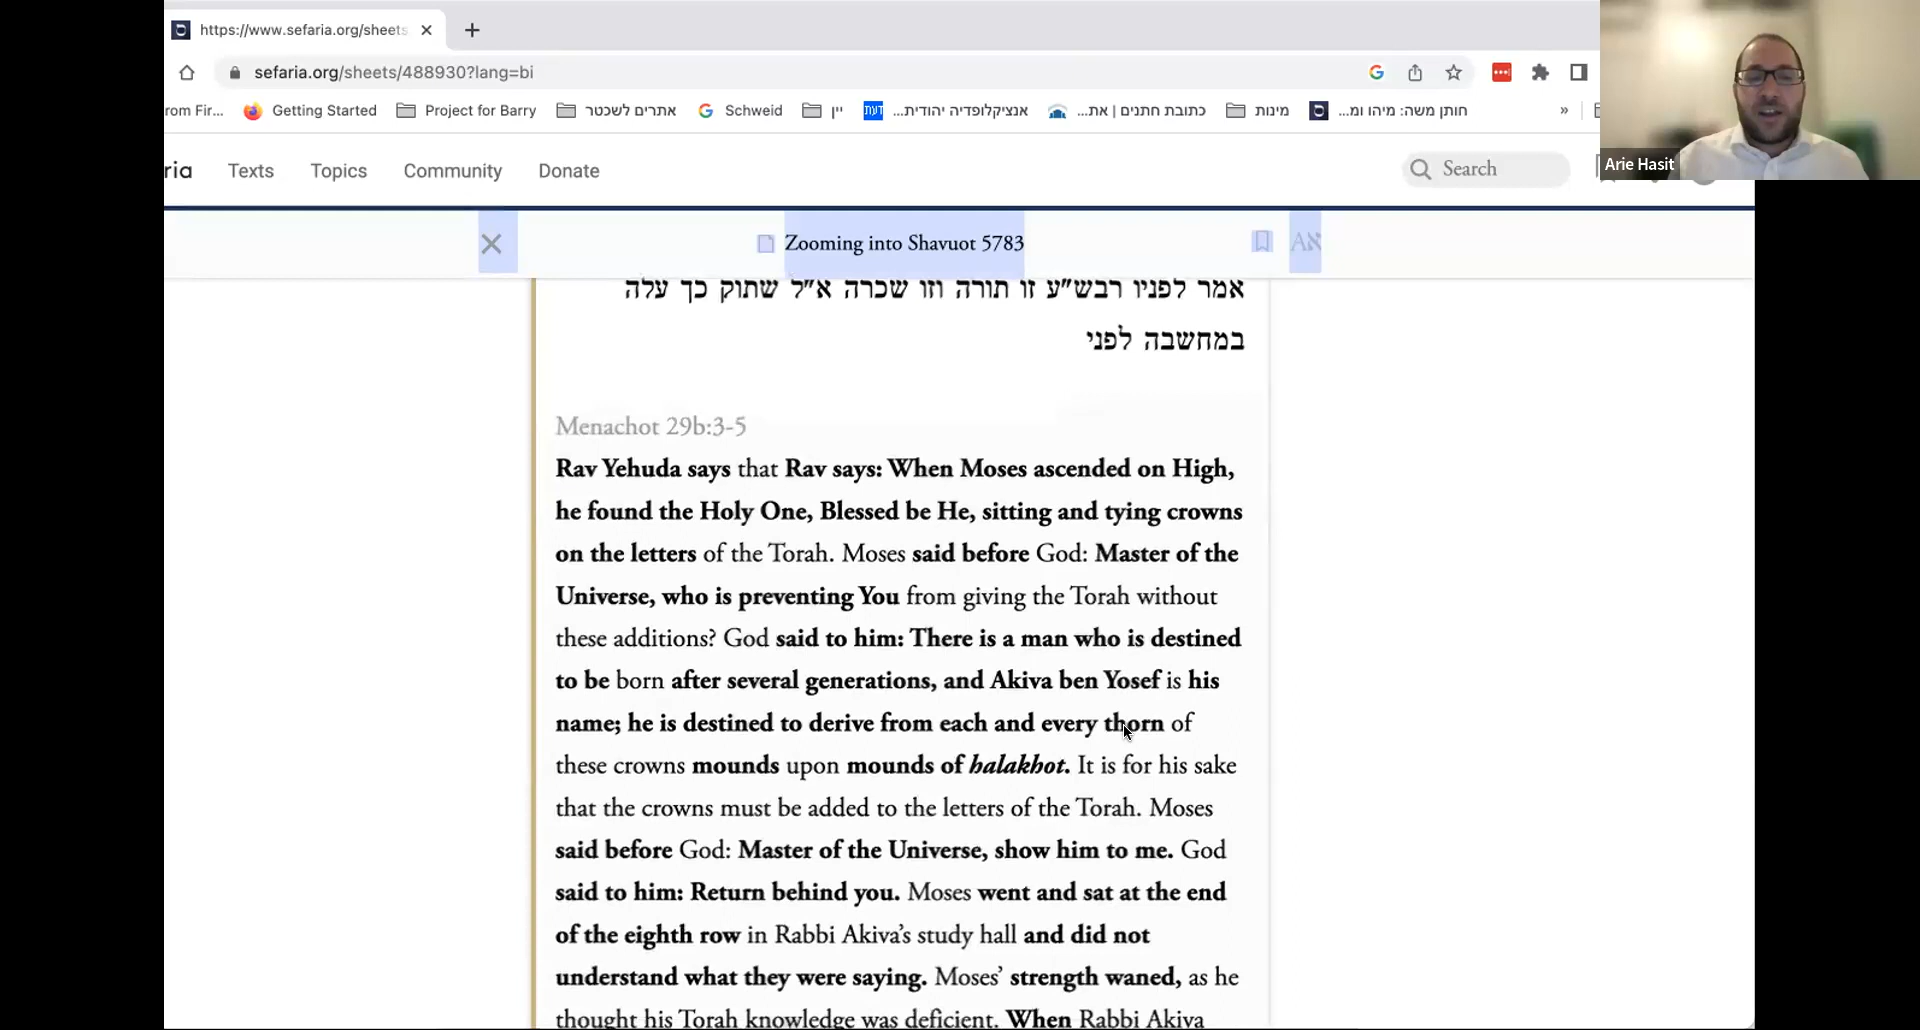 https://www.sefaria.org/sheets
sefaria.org/sheets/488930?lang=bi
rom Fir... Getting Started Project for Barry אתרים לשכטר Schweid יין דעת אנציקלופדיה יהודית... כתובת חתנים | את... מינות חותן משה: מיהו ומ... »
Arie Hasit
ria Texts Topics Community Donate Search
Zooming into Shavuot 5783 אA
אמר לפניו רבש״ע זו תורה וזו שכרה א״ל שתוק כך עלה
במחשבה לפני
Menachot 29b:3-5
Rav Yehuda says that Rav says: When Moses ascended on High,
he found the Holy One, Blessed be He, sitting and tying crowns
on the letters of the Torah. Moses said before God: Master of the
Universe, who is preventing You from giving the Torah without
these additions? God said to him: There is a man who is destined
to be born after several generations, and Akiva ben Yosef is his
name; he is destined to derive from each and every thorn of
these crowns mounds upon mounds of halakhot. It is for his sake
that the crowns must be added to the letters of the Torah. Moses
said before God: Master of the Universe, show him to me. God
said to him: Return behind you. Moses went and sat at the end
of the eighth row in Rabbi Akiva’s study hall and did not
understand what they were saying. Moses’ strength waned, as he
thought his Torah knowledge was deficient. When Rabbi Akiva